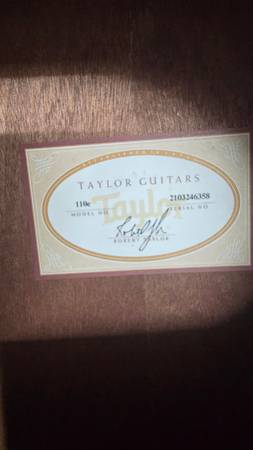 TAYLOR GUITARS
Taylor
110e
MODEL NO.
2103246358
SERIAL NO.
ROBERT TAYLOR